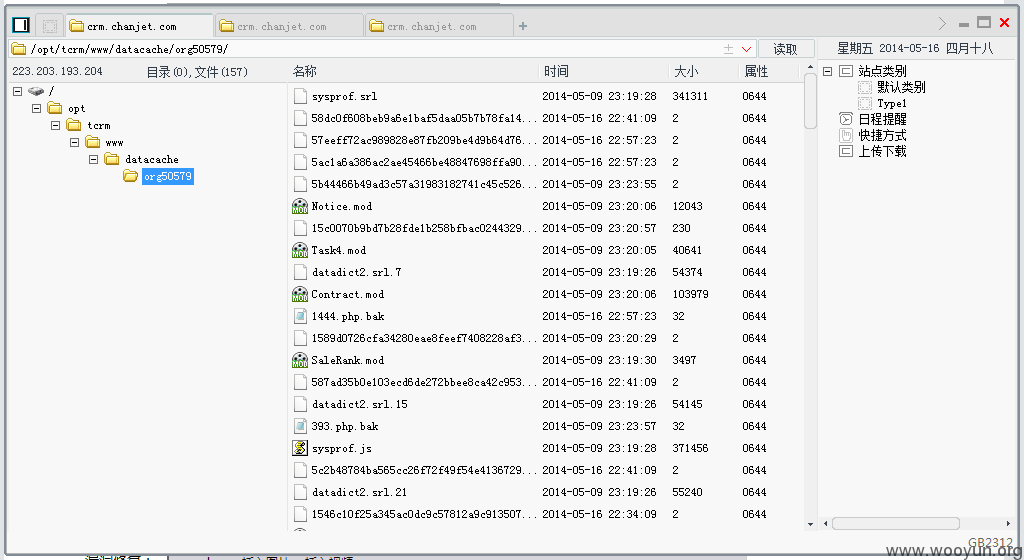 crm.chanjet.com crm.chanjet.com crm.chanjet.com
/opt/tcrm/www/datacache/org50579/ 读取 星期五 2014-05-16 四月十八
223.203.193.204 目录(0),文件(157) 名称 时间 大小 属性
/
opt
tcrm
www
datacache
org50579
sysprof.srl 2014-05-09 23:19:28 341311 0644
58dc0f608beb9a6e1baf5daa05b7b78fa14... 2014-05-16 22:41:09 2 0644
57eeff72ac989828e87fb209be4d9b64d76... 2014-05-16 22:57:23 2 0644
5ac1a6a386ac2ae45466be48847698ffa90... 2014-05-16 22:57:23 2 0644
5b44466b49ad3c57a31983182741c45c526... 2014-05-09 23:23:55 2 0644
Notice.mod 2014-05-09 23:20:06 12043 0644
15c0070b9bd7b28fde1b258bfbac0244329... 2014-05-09 23:20:57 230 0644
Task4.mod 2014-05-09 23:20:05 40641 0644
datadict2.srl.7 2014-05-09 23:19:26 54374 0644
Contract.mod 2014-05-09 23:20:06 103979 0644
1444.php.bak 2014-05-16 22:57:23 32 0644
1589d0726cfa34280eae8feef7408228af3... 2014-05-09 23:20:29 2 0644
SaleRank.mod 2014-05-09 23:19:30 3497 0644
587ad35b0e103ecd6de272bbee8ca42c953... 2014-05-16 22:41:09 2 0644
datadict2.srl.15 2014-05-09 23:19:26 54145 0644
393.php.bak 2014-05-09 23:23:57 32 0644
sysprof.js 2014-05-09 23:19:28 371456 0644
5c2b48784ba565cc26f72f49f54e4136729... 2014-05-16 22:41:09 2 0644
datadict2.srl.21 2014-05-09 23:19:26 55240 0644
1546c10f25a345ac0dc9c57812a9c913507... 2014-05-16 22:34:09 2 0644
站点类别
默认类别
Type1
日程提醒
快捷方式
上传下载
GB2312
www.wooyun.org